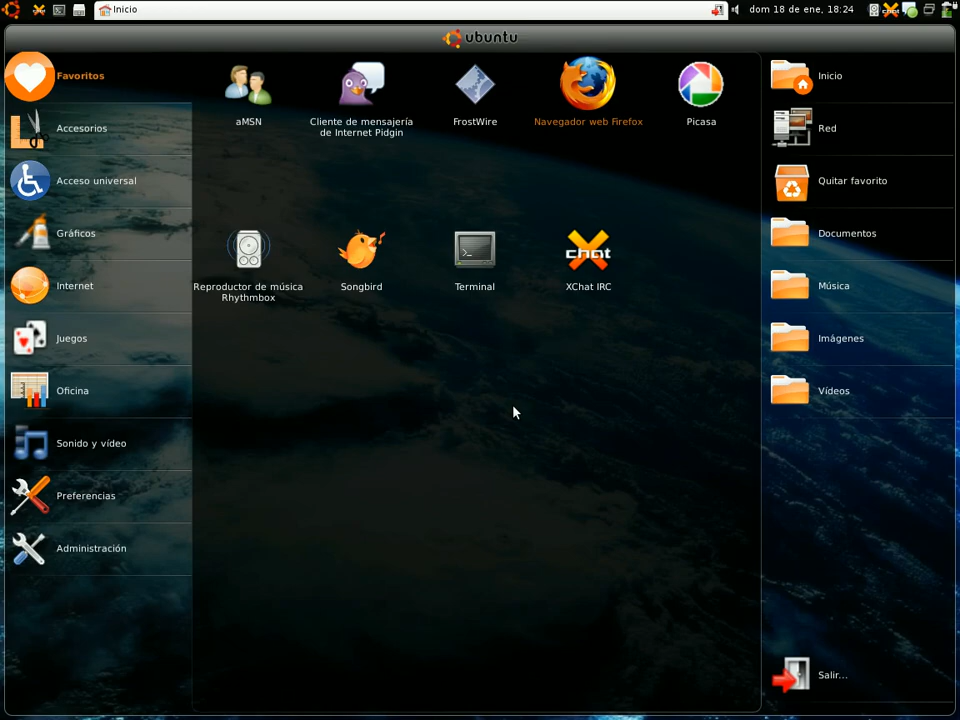 Inicio
dom 18 de ene, 18:24
chat
ubuntu
Favoritos
Accesorios
Acceso universal
Gráficos
Internet
Juegos
Oficina
Sonido y vídeo
Preferencias
Administración
aMSN
Cliente de mensajería
de Internet Pidgin
FrostWire
Navegador web Firefox
Picasa
Reproductor de música
Rhythmbox
Songbird
Terminal
chat
XChat IRC
Inicio
Red
Quitar favorito
Documentos
Música
Imágenes
Vídeos
Salir...